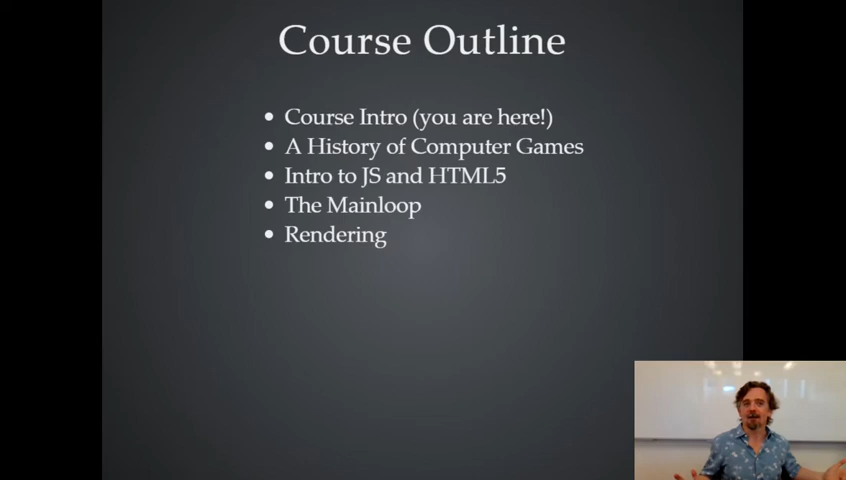 Course Outline
Course Intro (you are here!)
A History of Computer Games
Intro to JS and HTML5
The Mainloop
Rendering